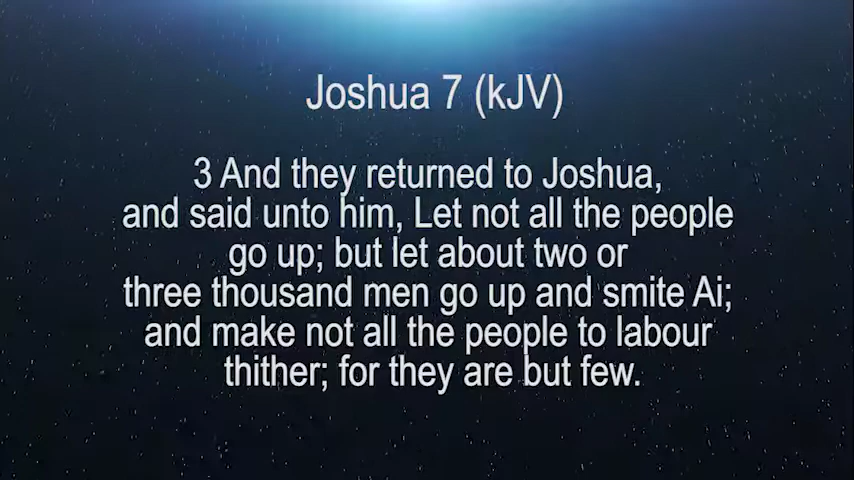 Joshua 7 (kJV)
3 And they returned to Joshua,
and said unto him, Let not all the people
go up; but let about two or
three thousand men go up and smite Ai;
and make not all the people to labour
thither; for they are but few.